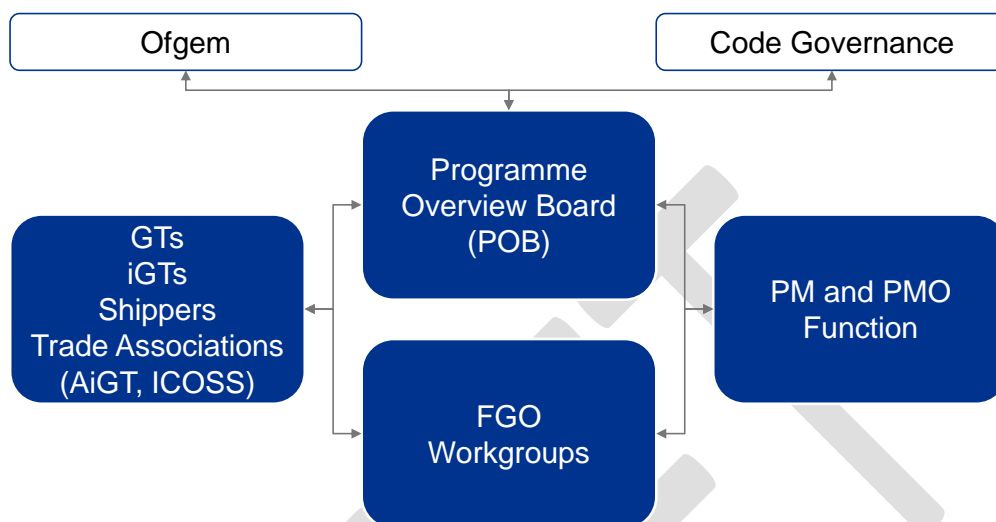 Ofgem
Code Governance
Programme
Overview Board
(POB)
GTs
iGTs
Shippers
Trade Associations
(AiGT, ICOSS)
PM and PMO
Function
FGO
Workgroups